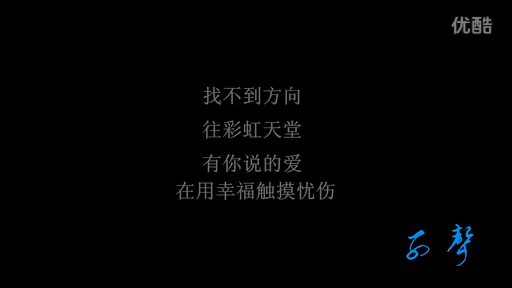 优酷
找不到方向
往彩虹天堂
有你说的爱
在用幸福触摸忧伤